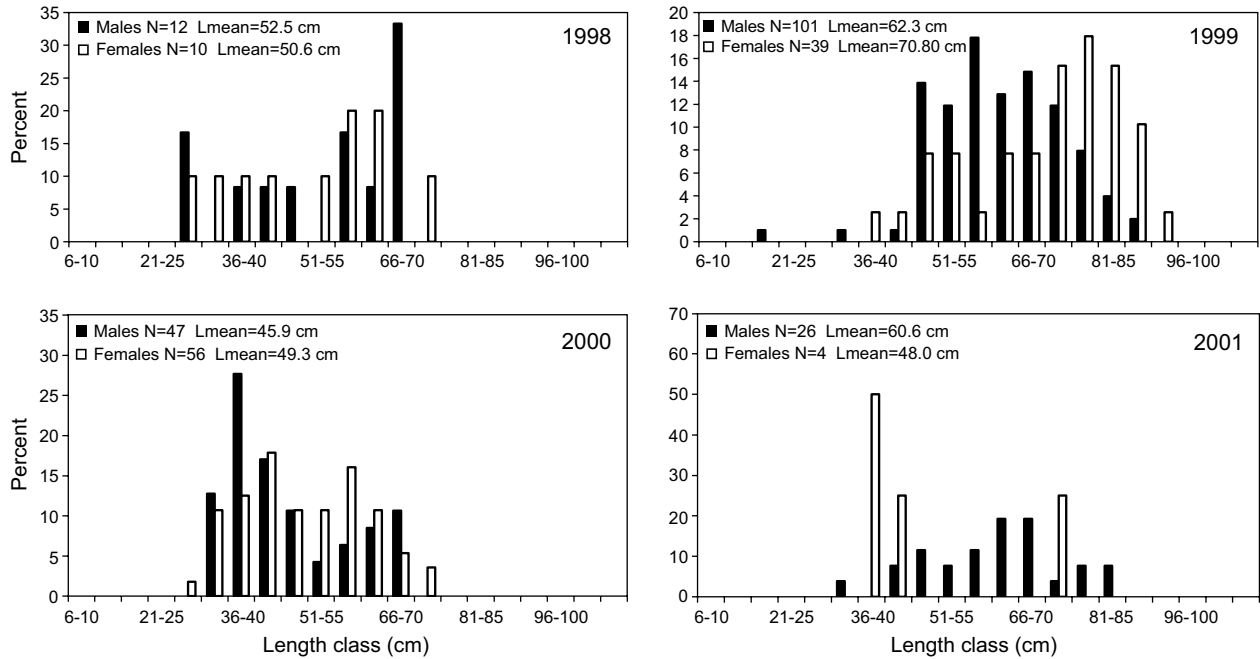 Males N=12 Lmean=52.5 cm
Females N=10 Lmean=50.6 cm
1998
Percent
35
30
25
20
15
10
5
0
6-10 21-25 36-40 51-55 66-70 81-85 96-100
Males N=101 Lmean=62.3 cm
Females N=39 Lmean=70.80 cm
1999
20
18
16
14
12
10
8
6
4
2
0
6-10 21-25 36-40 51-55 66-70 81-85 96-100
Males N=47 Lmean=45.9 cm
Females N=56 Lmean=49.3 cm
2000
Percent
35
30
25
20
15
10
5
0
6-10 21-25 36-40 51-55 66-70 81-85 96-100
Length class (cm)
Males N=26 Lmean=60.6 cm
Females N=4 Lmean=48.0 cm
2001
70
60
50
40
30
20
10
0
6-10 21-25 36-40 51-55 66-70 81-85 96-100
Length class (cm)